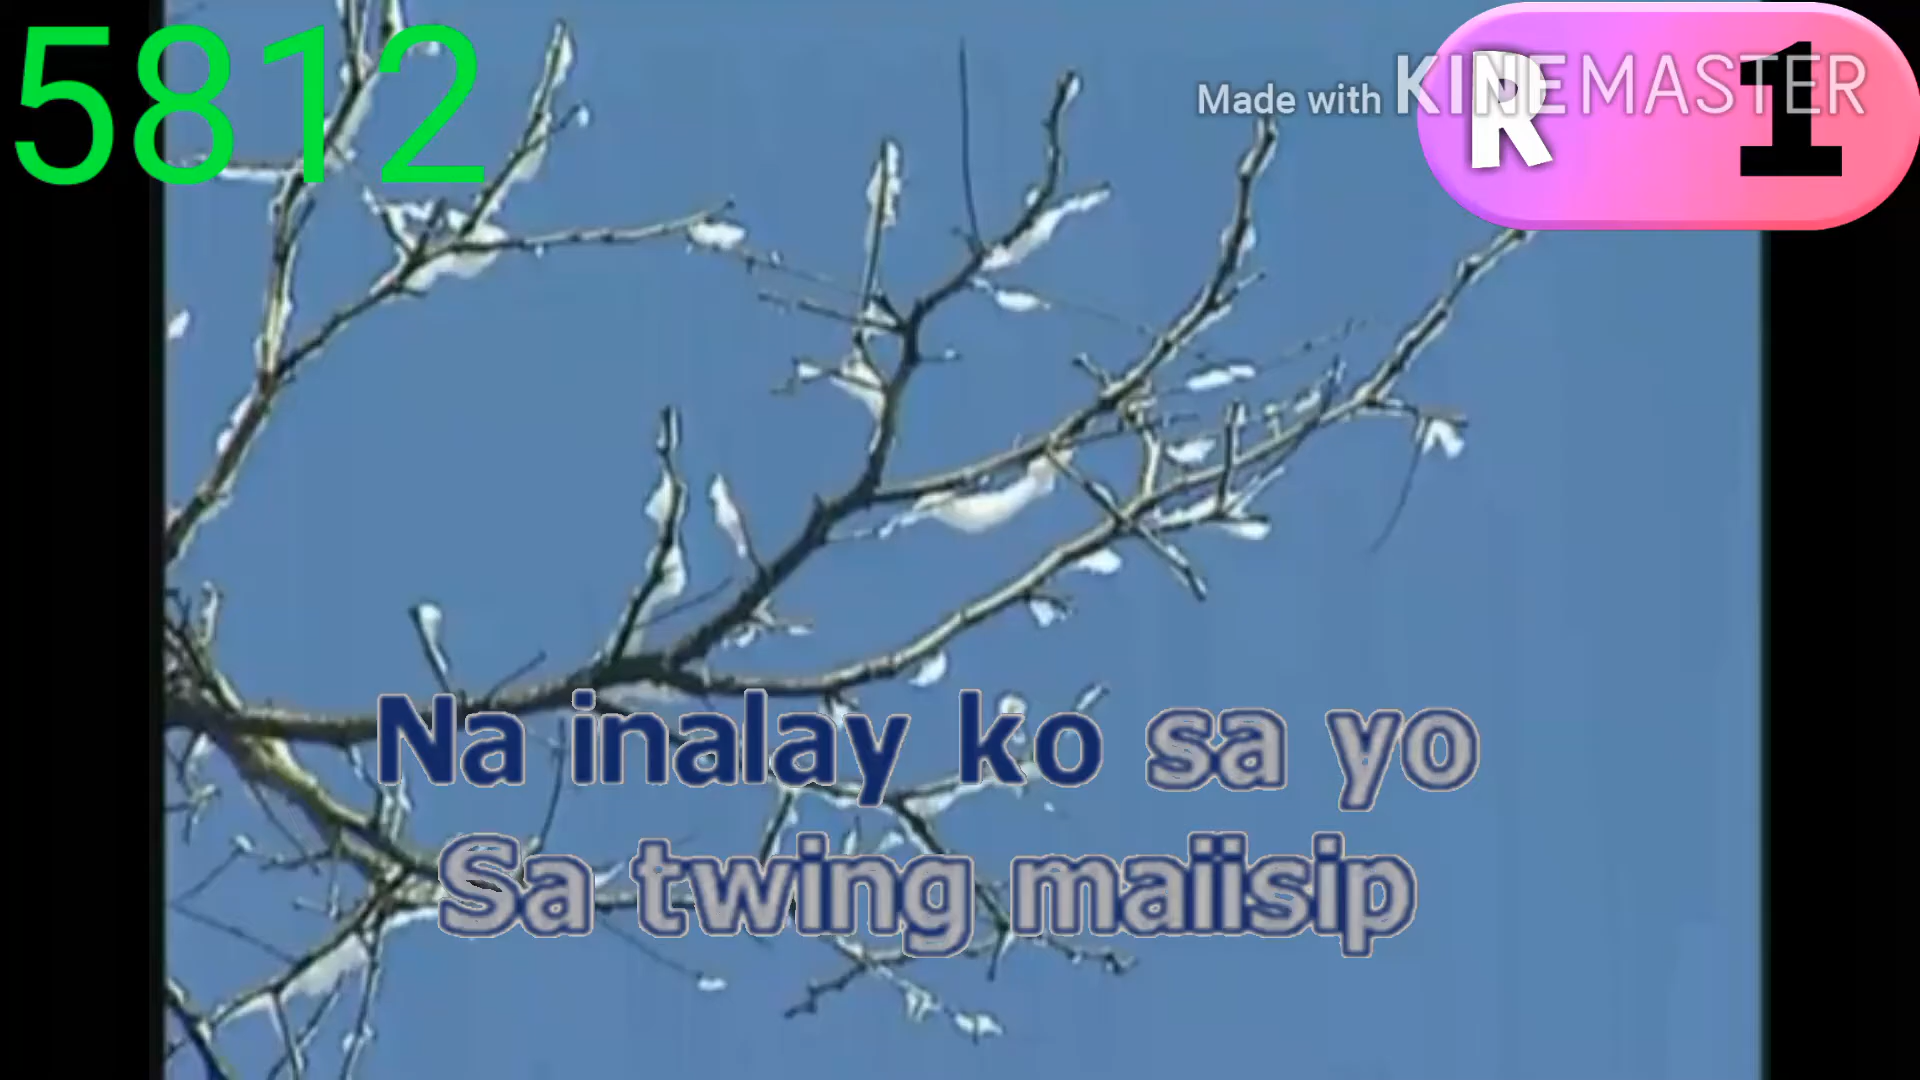 5812
Made with KINEMASTER
R 1
Na inalay ko sa yo
Sa twing maiisip